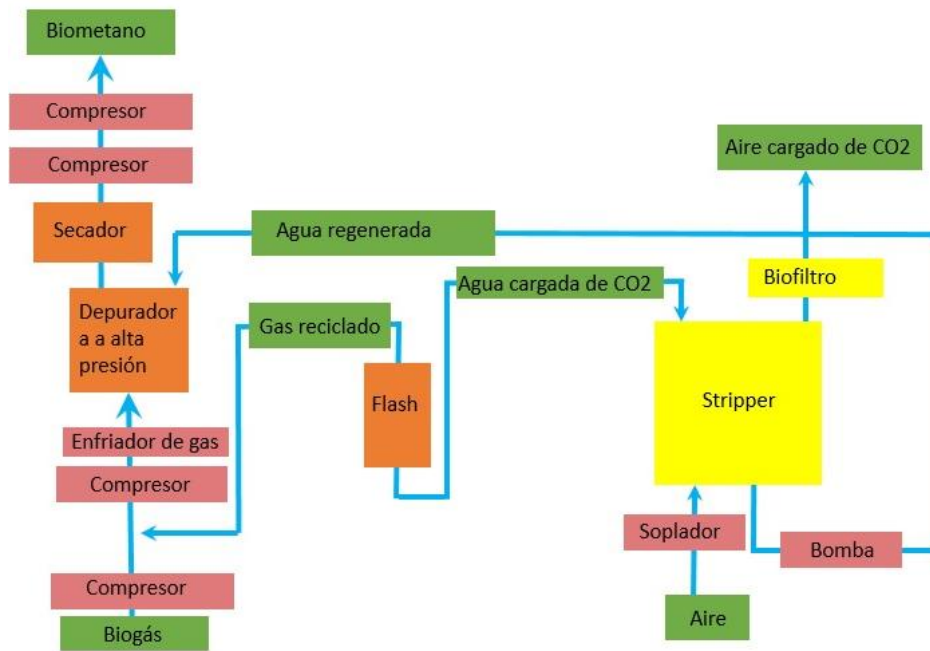 Biometano
Compresor
Compresor
Aire cargado de CO2
Secador
Agua regenerada
Biofiltro
Agua cargada de CO2
Depurador
a a alta
presión
Gas reciclado
Flash
Stripper
Enfriador de gas
Compresor
Soplador
Bomba
Compresor
Aire
Biogás